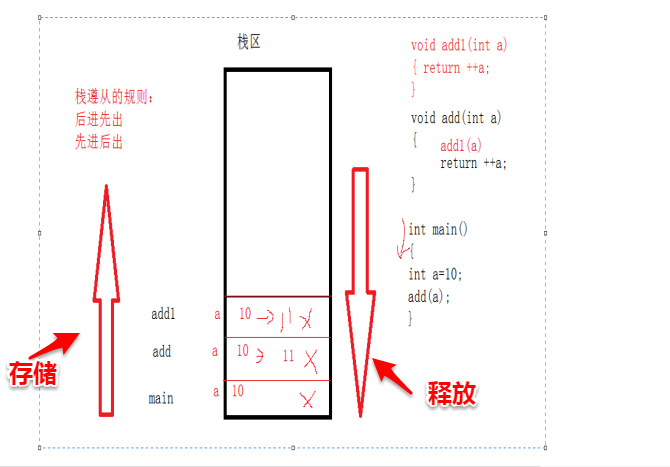 栈区
栈遵从的规则:
后进先出
先进后出
void add1(int a)
{ return ++a;
}
void add(int a)
{
add1(a)
return ++a;
}
int main()
{
int a=10;
add(a);
}
add1 a 10 → 11 X
add a 10 → 11 X
main a 10 X
存储
释放